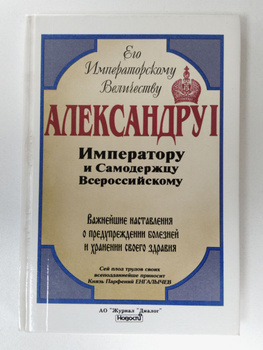 Его
Императорскому
Величеству
АЛЕКСАНДРУ I
Императору
и Самодержцу
Всероссийскому
Важнейшие наставления
о предупреждении болезней
и хранении своего здравия
Сей плод трудов своих
всеподданнейше приносит
Князь Парфений ЕНГАЛЫЧЕВ
АО "Журнал "Диалог"
Новости